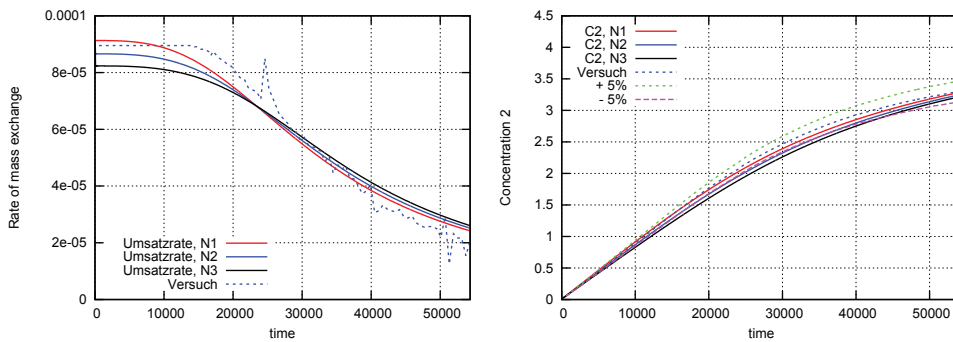 0.0001
8e-05
6e-05
4e-05
2e-05
0
Rate of mass exchange
Umsatzrate, N1
Umsatzrate, N2
Umsatzrate, N3
Versuch
0 10000 20000 30000 40000 50000
time
4.5
4
3.5
3
2.5
2
1.5
1
0.5
0
Concentration 2
C2, N1
C2, N2
C2, N3
Versuch
+ 5%
- 5%
0 10000 20000 30000 40000 50000
time